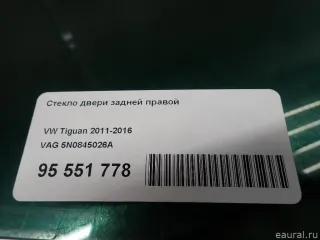 Стекло двери задней правой
VW Tiguan 2011-2016
VAG 5N0845026A
95 551 778
eaural.ru